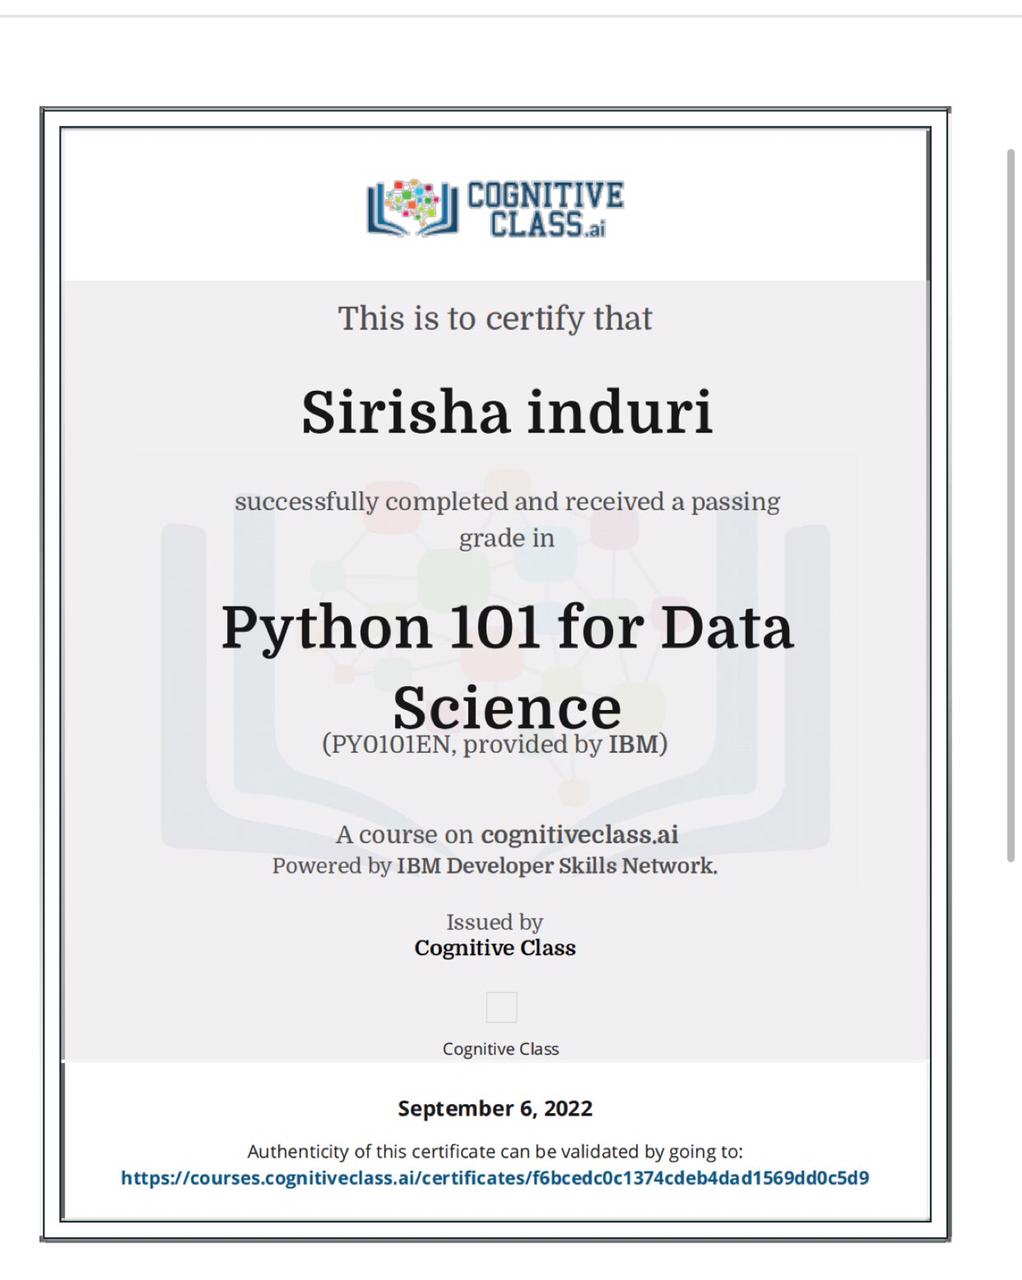 COGNITIVE
CLASS.ai
This is to certify that
Sirisha induri
successfully completed and received a passing
grade in
Python 101 for Data
Science
(PY0101EN, provided by IBM)
A course on cognitiveclass.ai
Powered by IBM Developer Skills Network.
Issued by
Cognitive Class
Cognitive Class
September 6, 2022
Authenticity of this certificate can be validated by going to:
https://courses.cognitiveclass.ai/certificates/f6bcedc0c1374cdeb4dad1569dd0c5d9